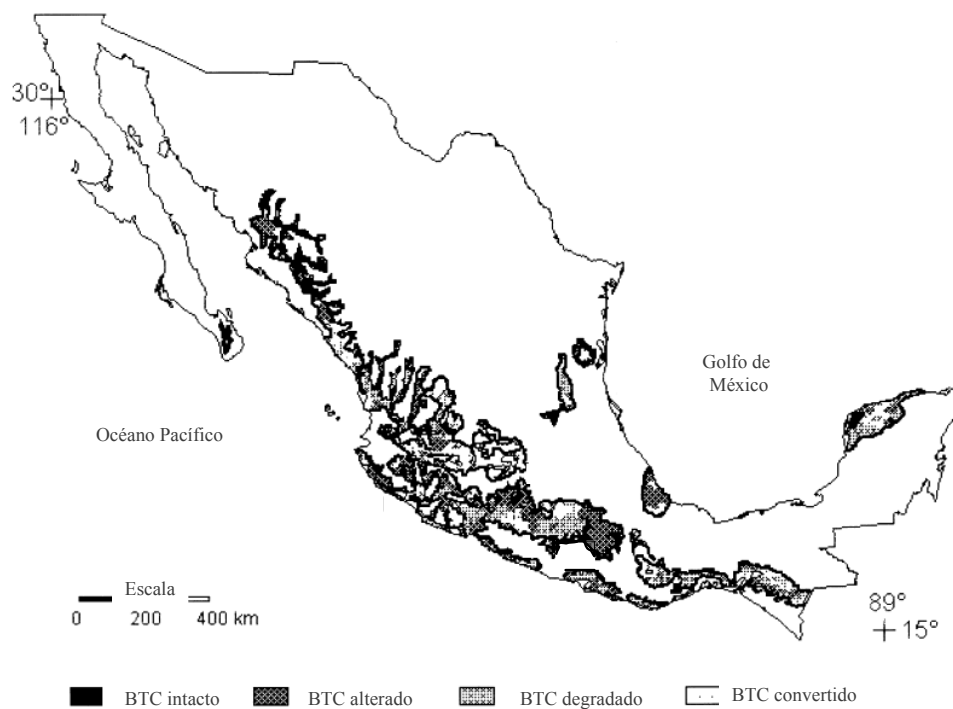 30°
116°
Golfo de
México
Océano Pacífico
Escala
0 200 400 km
89°
15°
BTC intacto BTC alterado BTC degradado BTC convertido